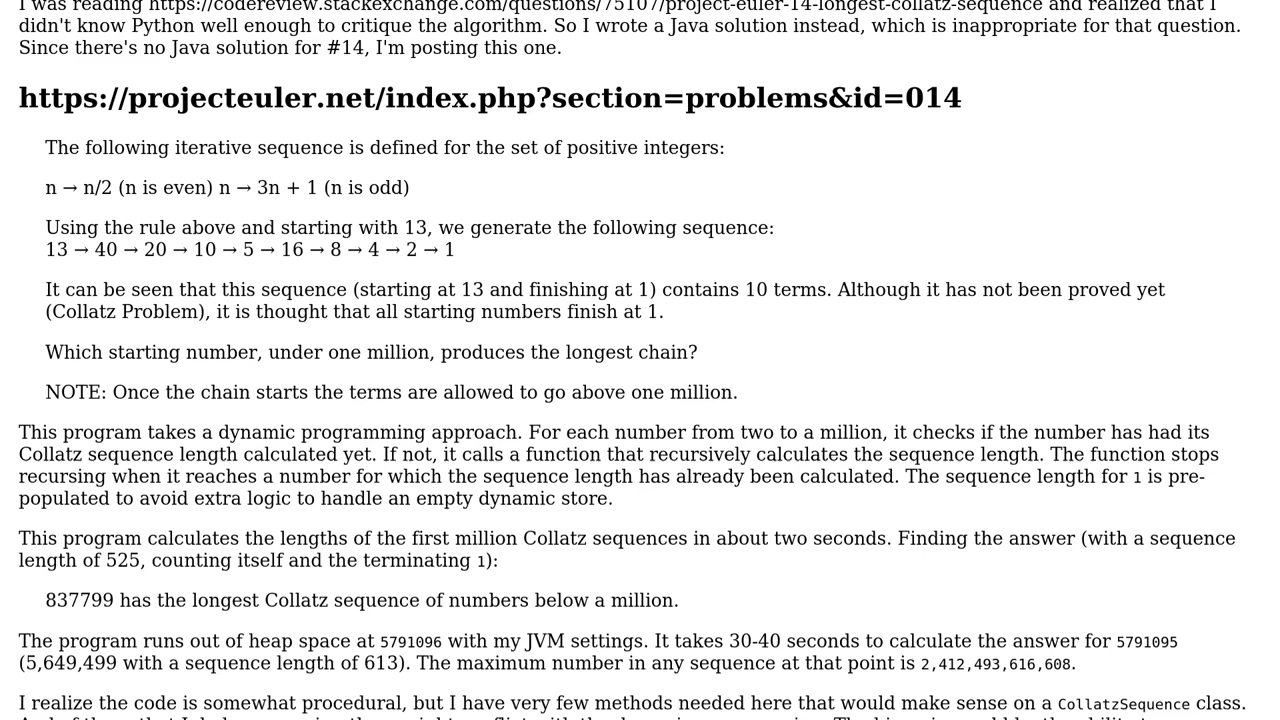 I was reading https://codereview.stackexchange.com/questions/75107/project-euler-14-longest-collatz-sequence and realized that I
didn't know Python well enough to critique the algorithm. So I wrote a Java solution instead, which is inappropriate for that question.
Since there's no Java solution for #14, I'm posting this one.
https://projecteuler.net/index.php?section=problems&id=014
The following iterative sequence is defined for the set of positive integers:
n → n/2 (n is even) n → 3n + 1 (n is odd)
Using the rule above and starting with 13, we generate the following sequence:
13 → 40 → 20 → 10 → 5 → 16 → 8 → 4 → 2 → 1
It can be seen that this sequence (starting at 13 and finishing at 1) contains 10 terms. Although it has not been proved yet
(Collatz Problem), it is thought that all starting numbers finish at 1.
Which starting number, under one million, produces the longest chain?
NOTE: Once the chain starts the terms are allowed to go above one million.
This program takes a dynamic programming approach. For each number from two to a million, it checks if the number has had its
Collatz sequence length calculated yet. If not, it calls a function that recursively calculates the sequence length. The function stops
recursing when it reaches a number for which the sequence length has already been calculated. The sequence length for 1 is pre-
populated to avoid extra logic to handle an empty dynamic store.
This program calculates the lengths of the first million Collatz sequences in about two seconds. Finding the answer (with a sequence
length of 525, counting itself and the terminating 1):
837799 has the longest Collatz sequence of numbers below a million.
The program runs out of heap space at 5791096 with my JVM settings. It takes 30-40 seconds to calculate the answer for 5791095
(5,649,499 with a sequence length of 613). The maximum number in any sequence at that point is 2,412,493,616,608.
I realize the code is somewhat procedural, but I have very few methods needed here that would make sense on a CollatzSequence class.